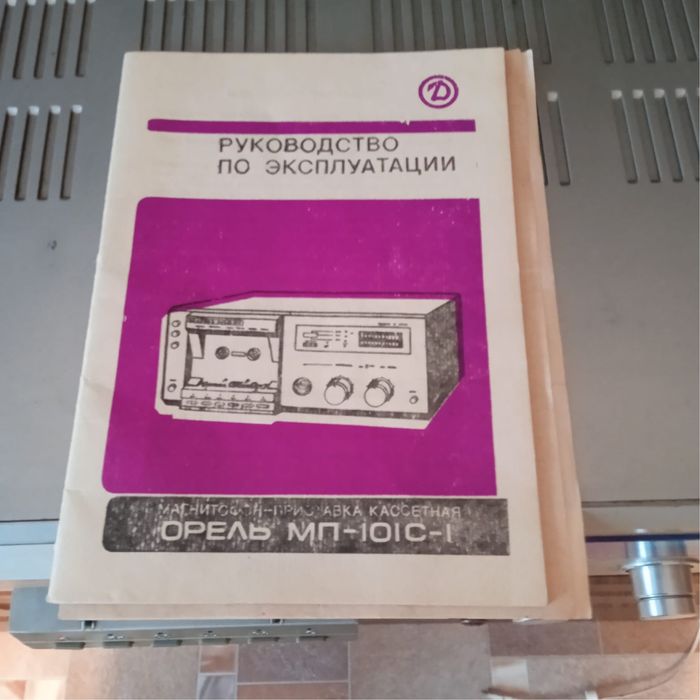 РУКОВОДСТВО
ПО ЭКСПЛУАТАЦИИ
МАГНИТОФОН-ПРИСТАВКА КАССЕТНАЯ
ОРЕЛЬ МП-101С-1